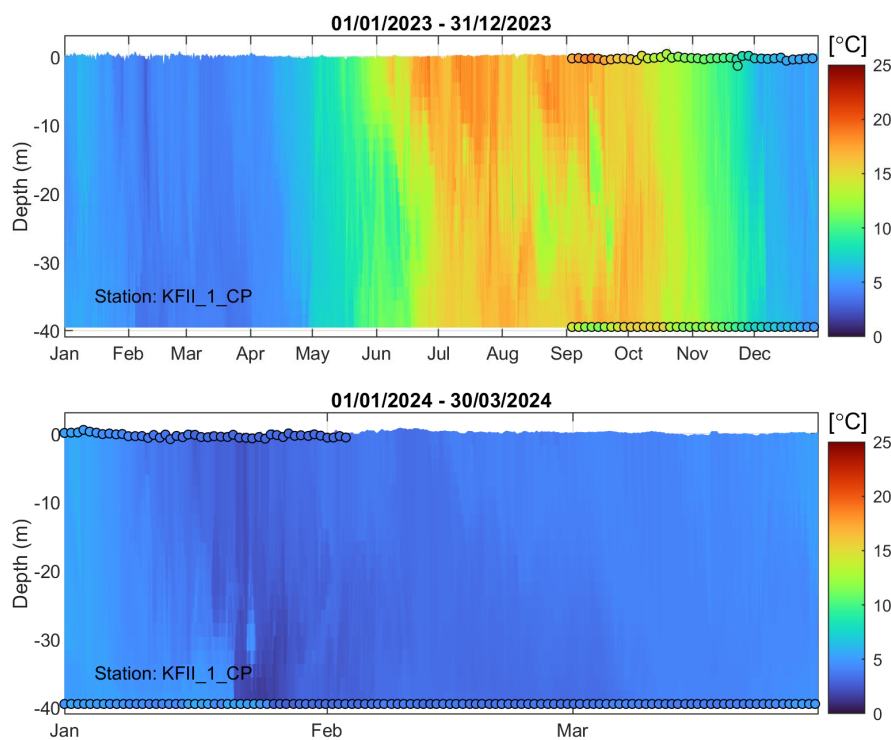 01/01/2023 - 31/12/2023
[°C]
0
-10
-20
-30
-40
Depth (m)
Station: KFII_1_CP
Jan Feb Mar Apr May Jun Jul Aug Sep Oct Nov Dec
25
20
15
10
5
0
01/01/2024 - 30/03/2024
[°C]
0
-10
-20
-30
-40
Depth (m)
Station: KFII_1_CP
Jan Feb Mar
25
20
15
10
5
0